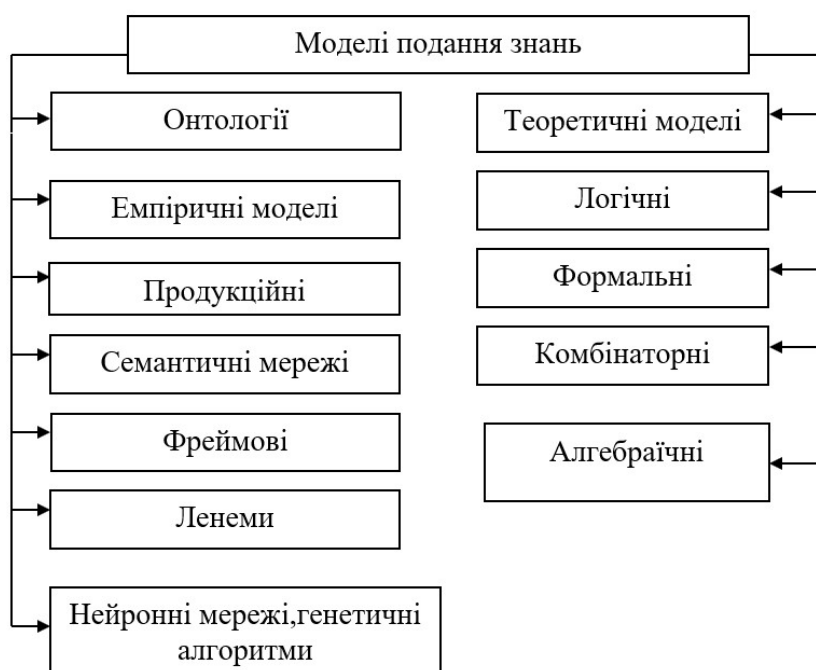 Моделі подання знань
Онтології
Емпіричні моделі
Продукційні
Семантичні мережі
Фреймові
Ленеми
Нейронні мережі,генетичні
алгоритми
Теоретичні моделі
Логічні
Формальні
Комбінаторні
Алгебраїчні